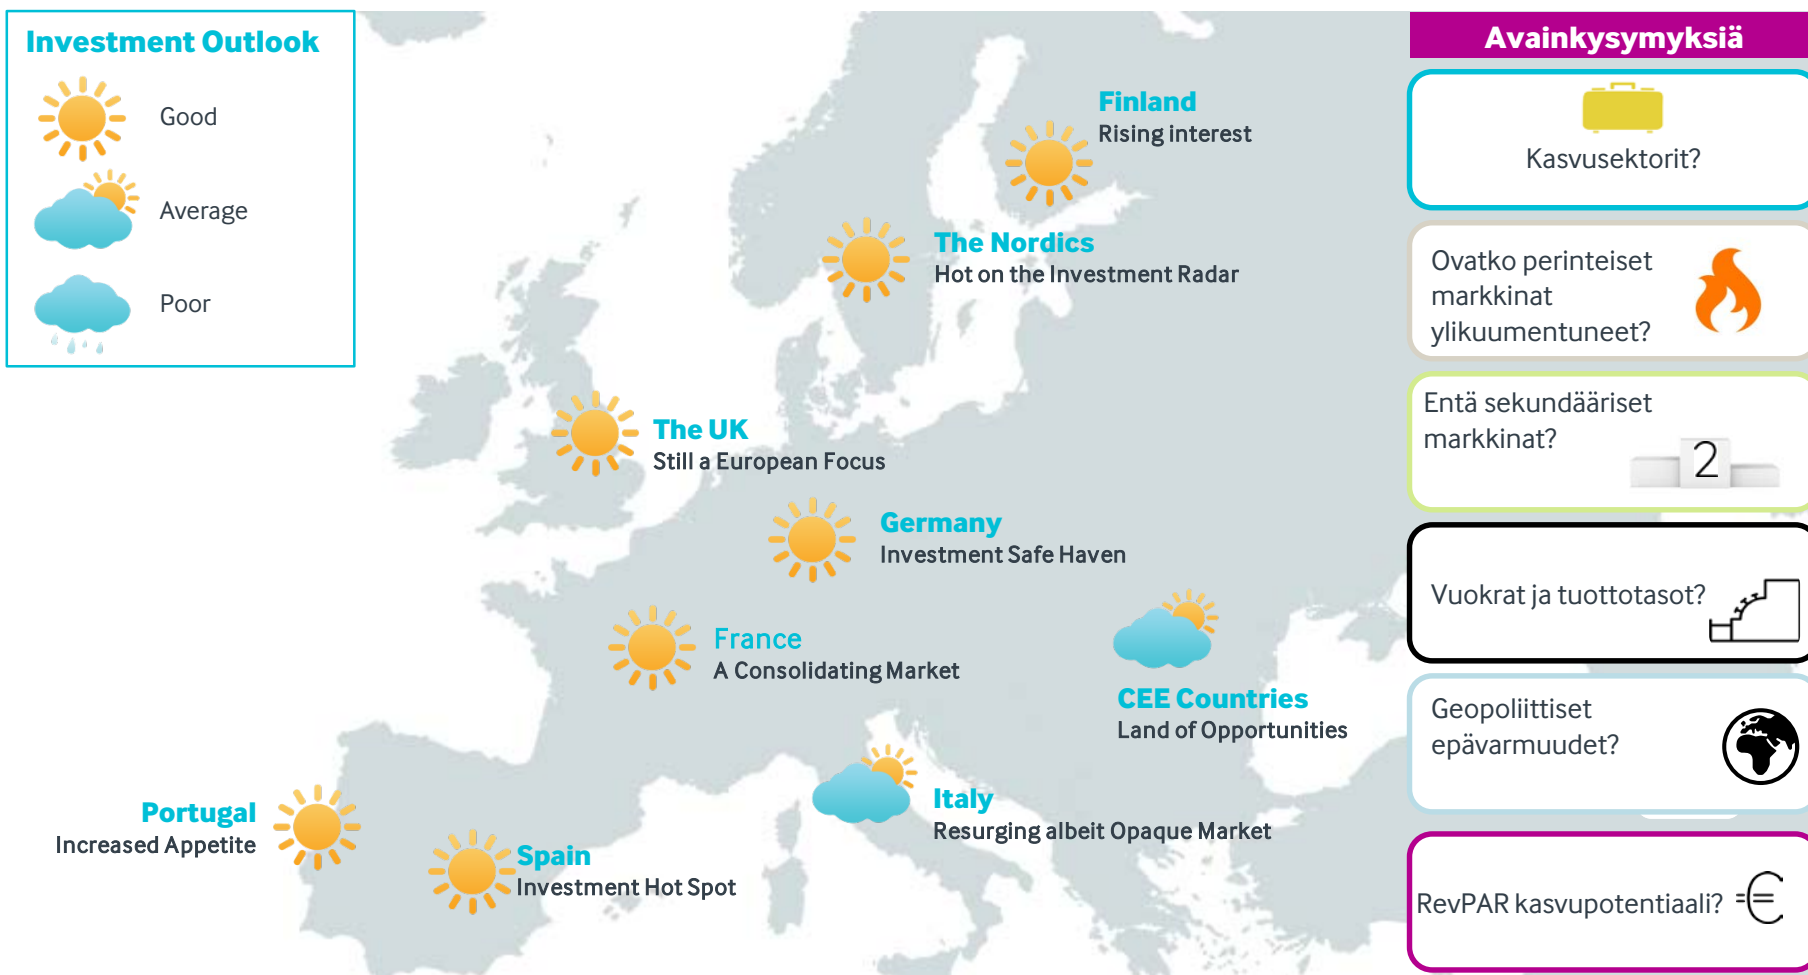 Investment Outlook
Good
Average
Poor
Finland
Rising interest
The Nordics
Hot on the Investment Radar
The UK
Still a European Focus
Germany
Investment Safe Haven
France
A Consolidating Market
CEE Countries
Land of Opportunities
Italy
Resurging albeit Opaque Market
Portugal
Increased Appetite
Spain
Investment Hot Spot
Avainkysymyksiä
Kasvusektorit?
Ovatko perinteiset
markkinat
ylikuumentuneet?
Entä sekundääriset
markkinat?
2
Vuokrat ja tuottotasot?
Geopoliittiset
epävarmuudet?
RevPAR kasvupotentiaali?